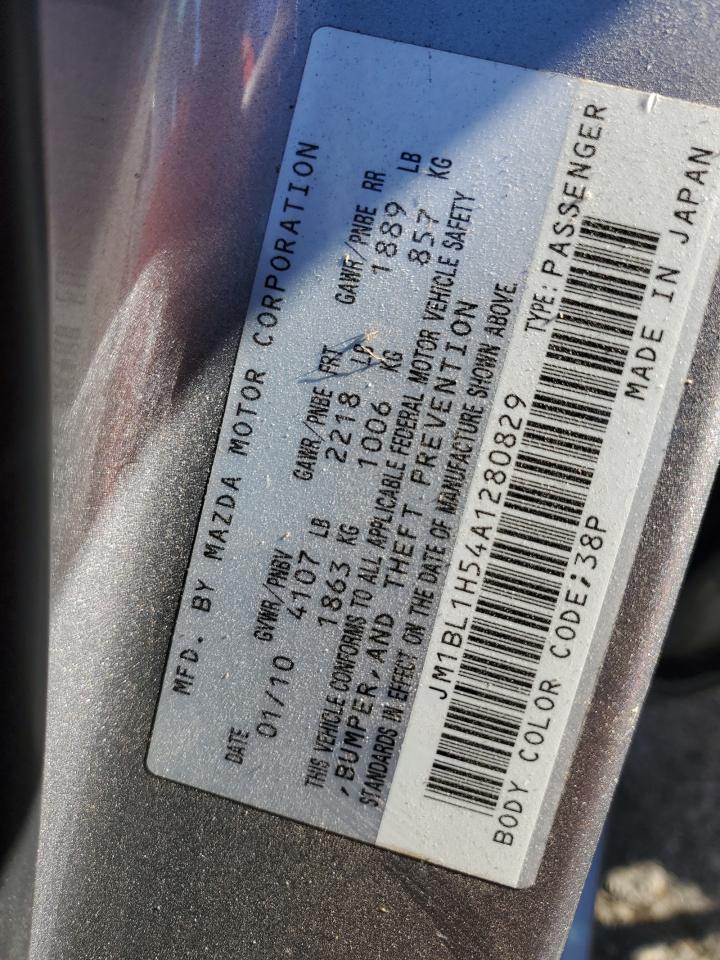 MFD. BY MAZDA MOTOR CORPORATION
DATE GVWR/PNBV GAWR/PNBE FRT GAWR/PNBE RR
01/10 4107 LB 2218 LB 1889 LB
1863 KG 1006 KG 857 KG
THIS VEHICLE CONFORMS TO ALL APPLICABLE FEDERAL MOTOR VEHICLE SAFETY
,BUMPER,AND THEFT PREVENTION
STANDARDS IN EFFECT ON THE DATE OF MANUFACTURE SHOWN ABOVE.
JM1BL1H54A1280829 TYPE:PASSENGER
BODY COLOR CODE;38P MADE IN JAPAN